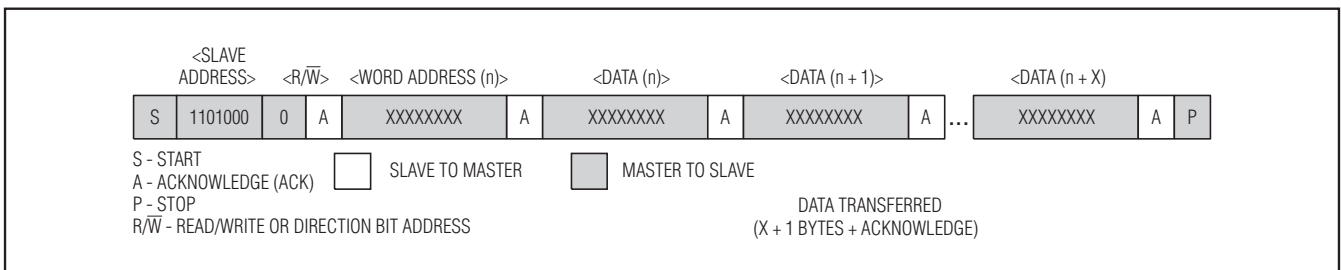 <SLAVE
ADDRESS> <R/W̅> <WORD ADDRESS (n)> <DATA (n)> <DATA (n + 1)> <DATA (n + X)
S 1101000 0 A XXXXXXXX A XXXXXXXX A XXXXXXXX A ... XXXXXXXX A P
S - START
A - ACKNOWLEDGE (ACK) SLAVE TO MASTER MASTER TO SLAVE
P - STOP
R/W̅ - READ/WRITE OR DIRECTION BIT ADDRESS
DATA TRANSFERRED
(X + 1 BYTES + ACKNOWLEDGE)